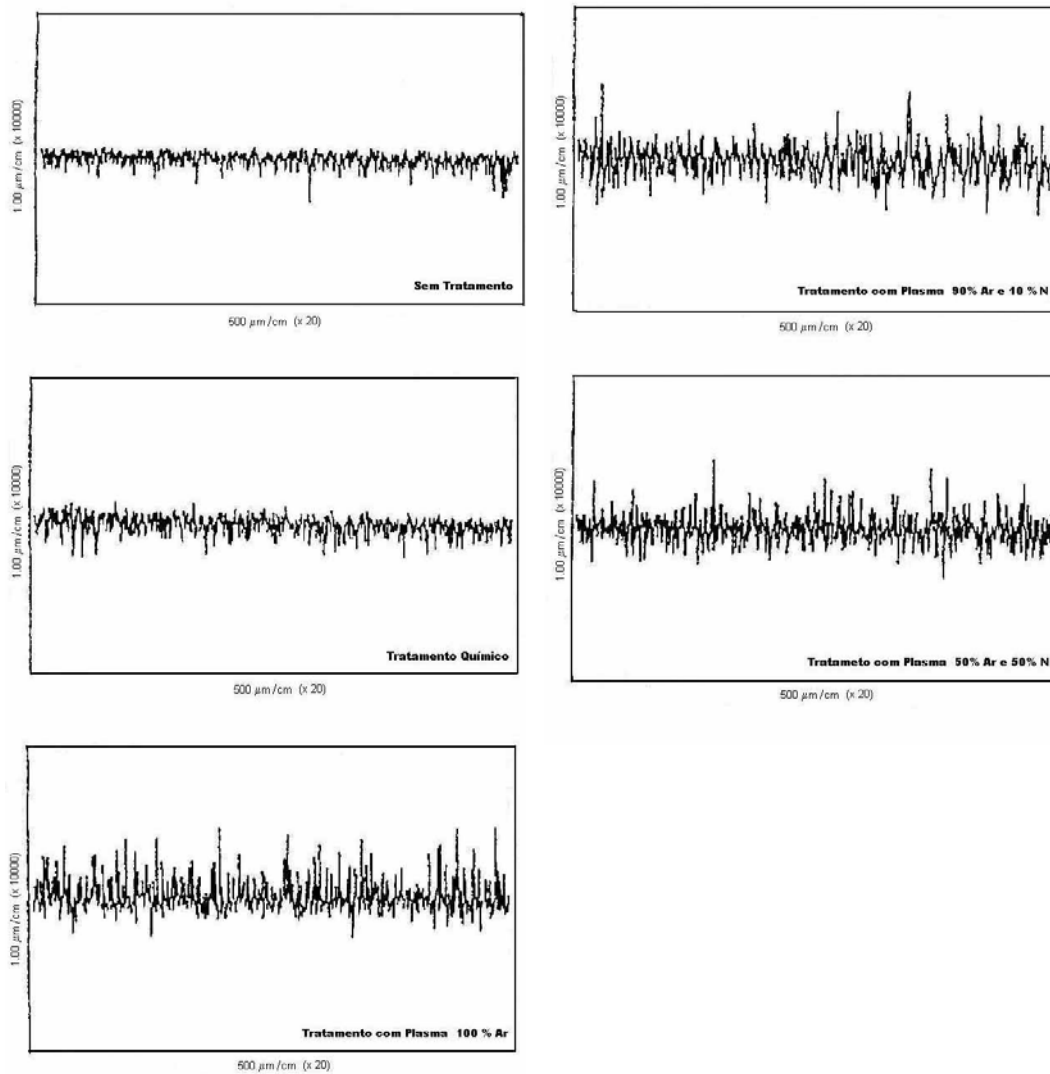 1.00 µm/cm (x 10000)
Sem Tratamento
500 µm/cm (x 20)
1.00 µm/cm (x 10000)
Tratamento com Plasma 90% Ar e 10 % N
500 µm/cm (x 20)
1.00 µm/cm (x 10000)
Tratamento Químico
500 µm/cm (x 20)
1.00 µm/cm (x 10000)
Tratameto com Plasma 50% Ar e 50% N
500 µm/cm (x 20)
1.00 µm/cm (x 10000)
Tratamento com Plasma 100 % Ar
500 µm/cm (x 20)